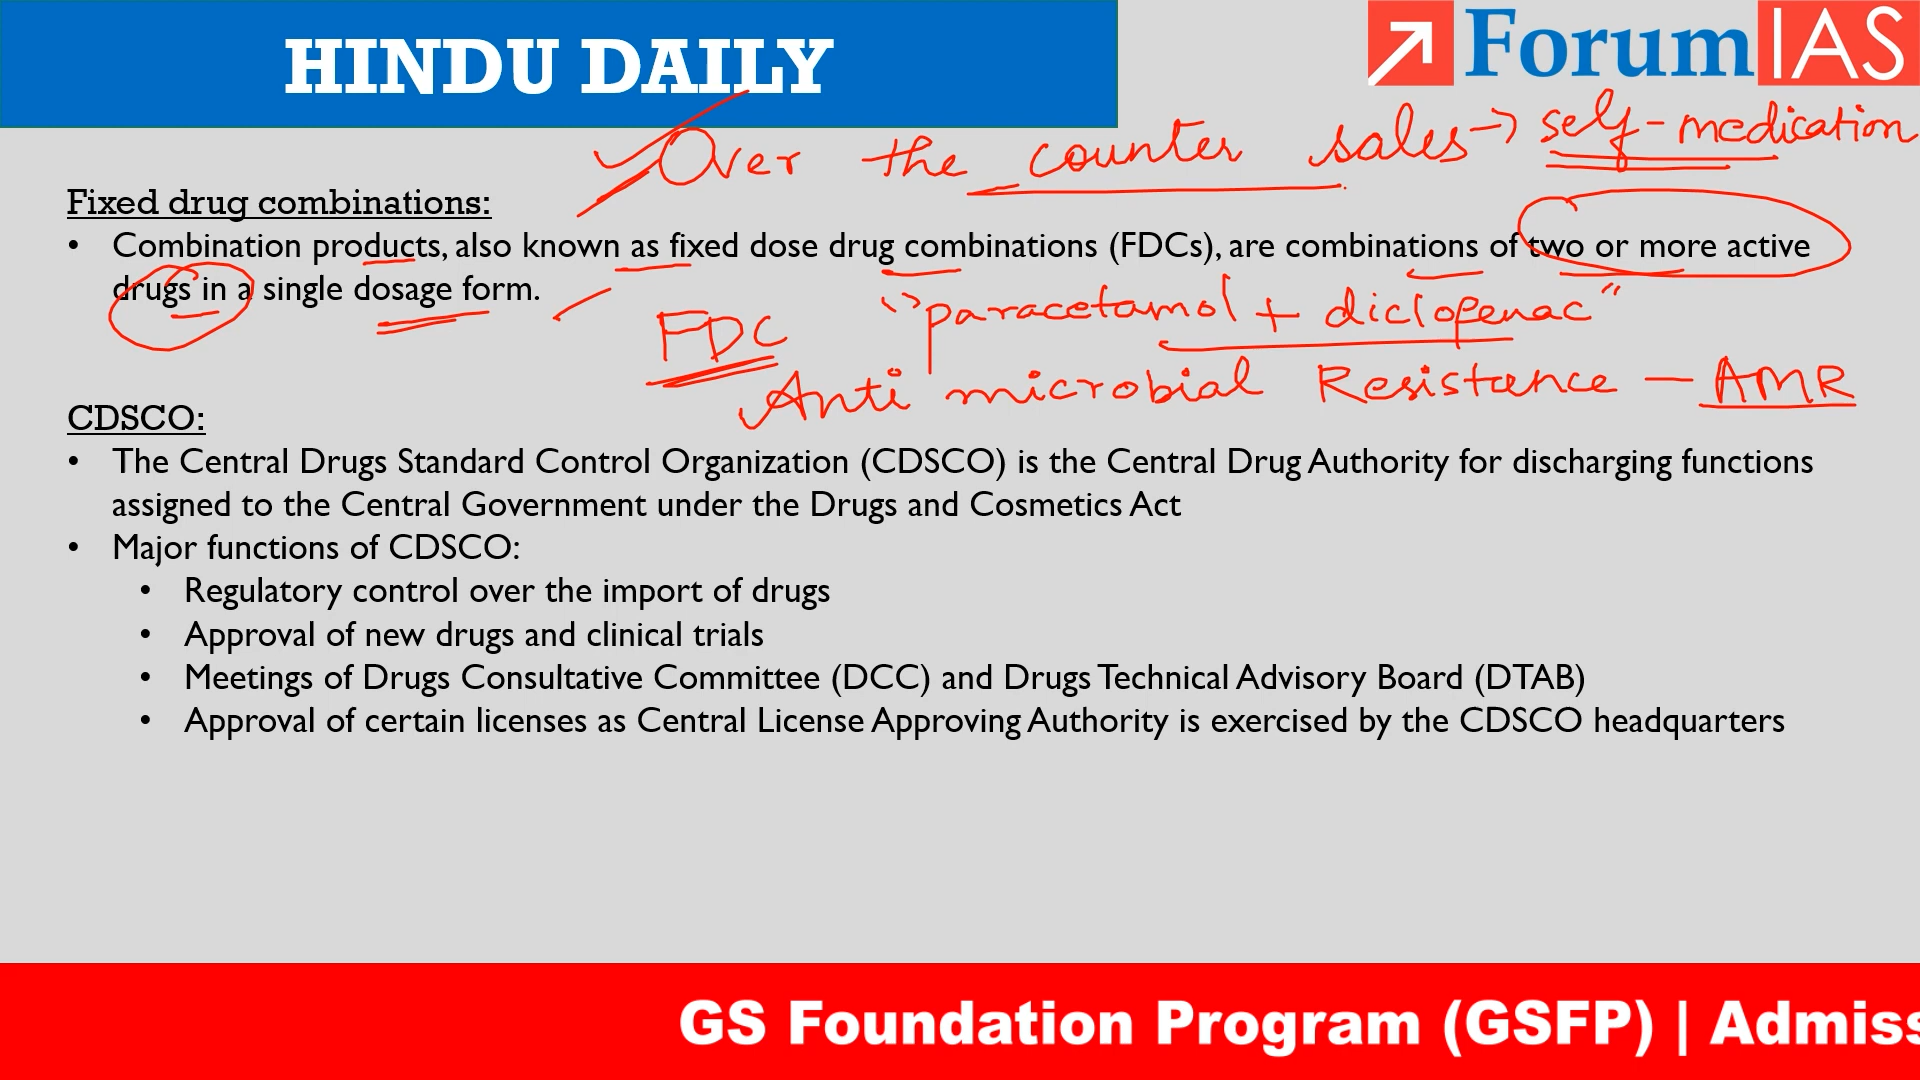 HINDU DAILY
ForumIAS
Over the counter sales → self-medication
Fixed drug combinations:
• Combination products, also known as fixed dose drug combinations (FDCs), are combinations of two or more active
drugs in a single dosage form.
"paracetamol + diclofenac"
FDC
Anti microbial Resistance — AMR
CDSCO:
• The Central Drugs Standard Control Organization (CDSCO) is the Central Drug Authority for discharging functions
assigned to the Central Government under the Drugs and Cosmetics Act
• Major functions of CDSCO:
• Regulatory control over the import of drugs
• Approval of new drugs and clinical trials
• Meetings of Drugs Consultative Committee (DCC) and Drugs Technical Advisory Board (DTAB)
• Approval of certain licenses as Central License Approving Authority is exercised by the CDSCO headquarters
GS Foundation Program (GSFP) | Admiss